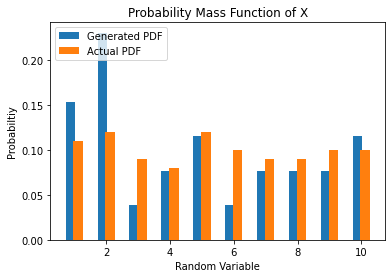 Probability Mass Function of X
Generated PDF
Actual PDF
0.20
0.15
0.10
0.05
0.00
Probabiltiy
2 4 6 8 10
Random Variable